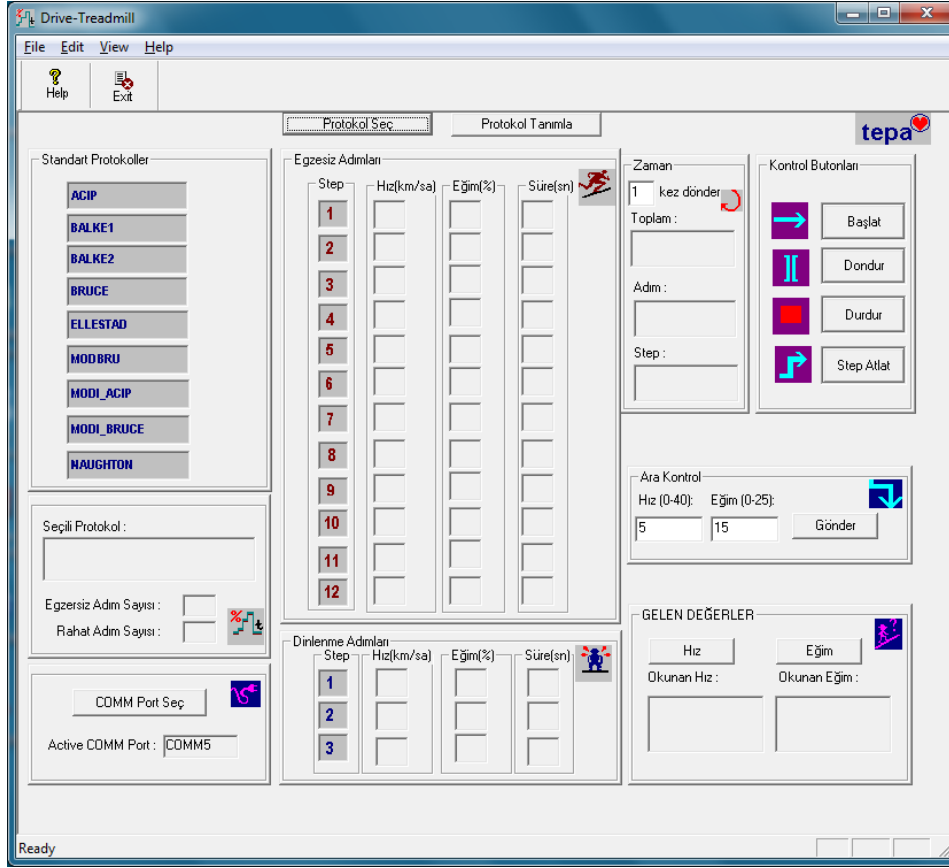 Drive-Treadmill
File Edit View Help
Help Exit
Protokol Seç Protokol Tanımla
tepa
Standart Protokoller
ACIP
BALKE1
BALKE2
BRUCE
ELLESTAD
MODBRU
MODI_ACIP
MODI_BRUCE
NAUGHTON
Seçili Protokol :
Egzersiz Adım Sayısı :
Rahat Adım Sayısı :
% t
COMM Port Seç
Active COMM Port : COMM5
Egzesiz Adımları
Step Hız(km/sa) Eğim(%) Süre(sn)
1
2
3
4
5
6
7
8
9
10
11
12
Dinlenme Adımları
Step Hız(km/sa) Eğim(%) Süre(sn)
1
2
3
Zaman
1 kez dönder
Toplam :
Adım :
Step :
Kontrol Butonları
Başlat
Dondur
Durdur
Step Atlat
Ara Kontrol
Hız (0-40): Eğim (0-25):
5 15 Gönder
GELEN DEĞERLER
Hız Eğim
Okunan Hız : Okunan Eğim :
Ready